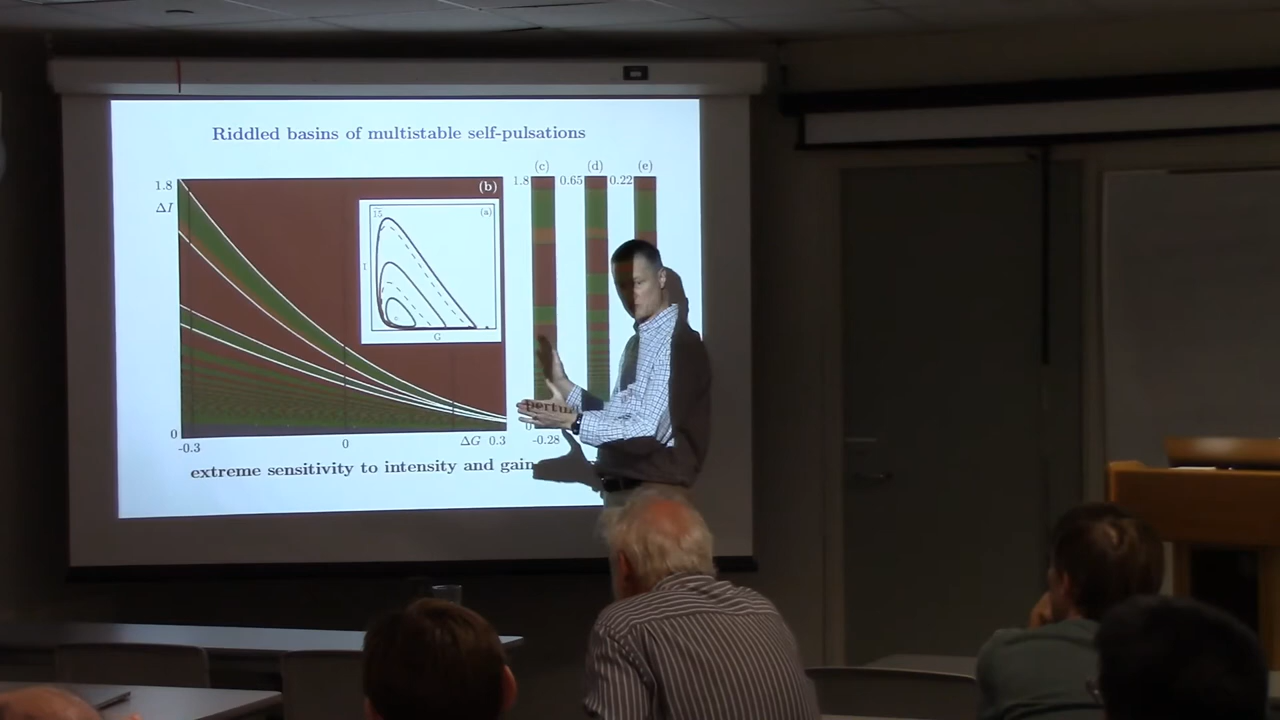 Riddled basins of multistable self-pulsations
(c) (d) (e)
1.8 (b) 1.8 0.65 0.22
ΔI
15 (a)
I
G
0
-0.3 0 ΔG 0.3 -0.28
extreme sensitivity to intensity and gain